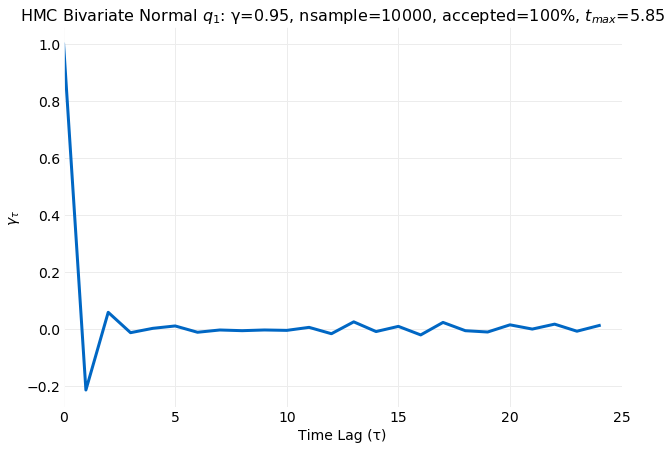 HMC Bivariate Normal q₁: γ=0.95, nsample=10000, accepted=100%, tₘₐₓ=5.85
1.0
0.8
0.6
0.4
0.2
0.0
−0.2
γτ
0 5 10 15 20 25
Time Lag (τ)